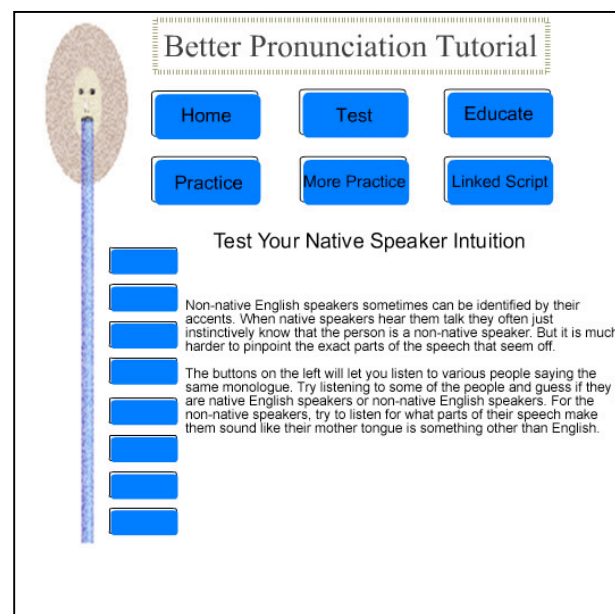 Better Pronunciation Tutorial
Home
Test
Educate
Practice
More Practice
Linked Script
Test Your Native Speaker Intuition
Non-native English speakers sometimes can be identified by their
accents. When native speakers hear them talk they often just
instinctively know that the person is a non-native speaker. But it is much
harder to pinpoint the exact parts of the speech that seem off.
The buttons on the left will let you listen to various people saying the
same monologue. Try listening to some of the people and guess if they
are native English speakers or non-native English speakers. For the
non-native speakers, try to listen for what parts of their speech make
them sound like their mother tongue is something other than English.